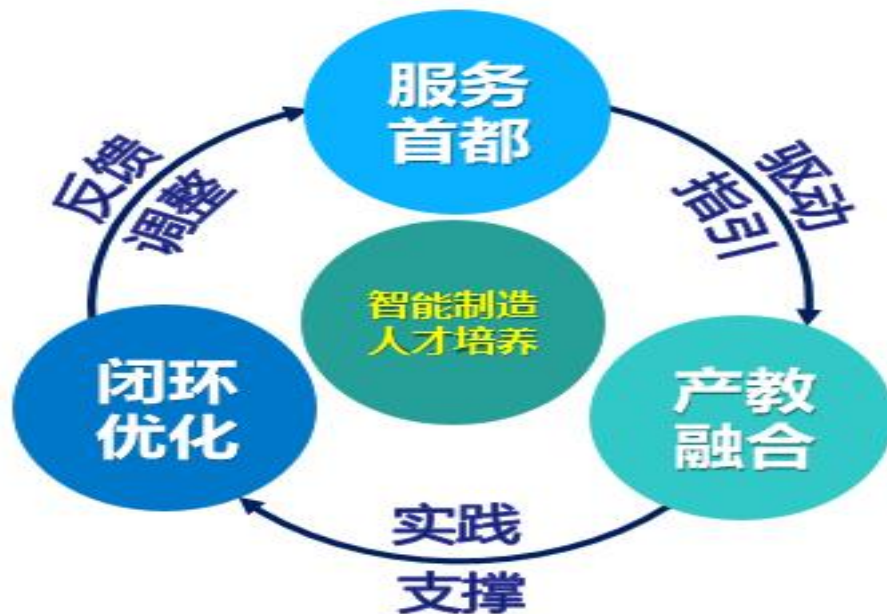 服务
首都
驱动
指引
产教
融合
实践
支撑
闭环
优化
反馈
调整
智能制造
人才培养